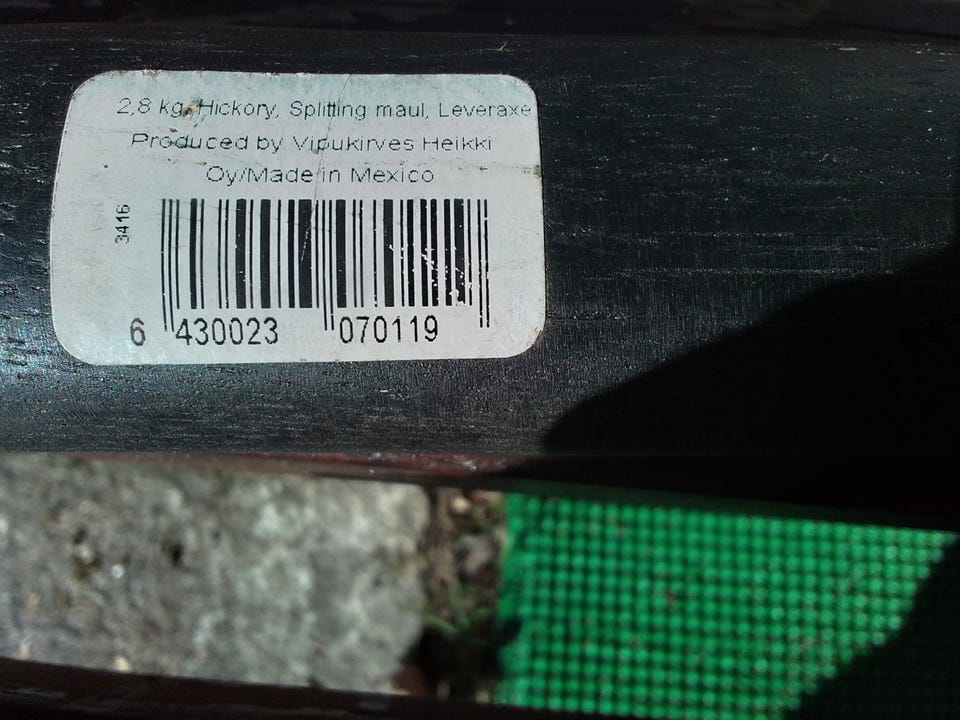 2,8 kg, Hickory, Splitting maul, Leveraxe
Produced by Vipukirves Heikki
Oy/Made in Mexico
3416
6 430023 070119